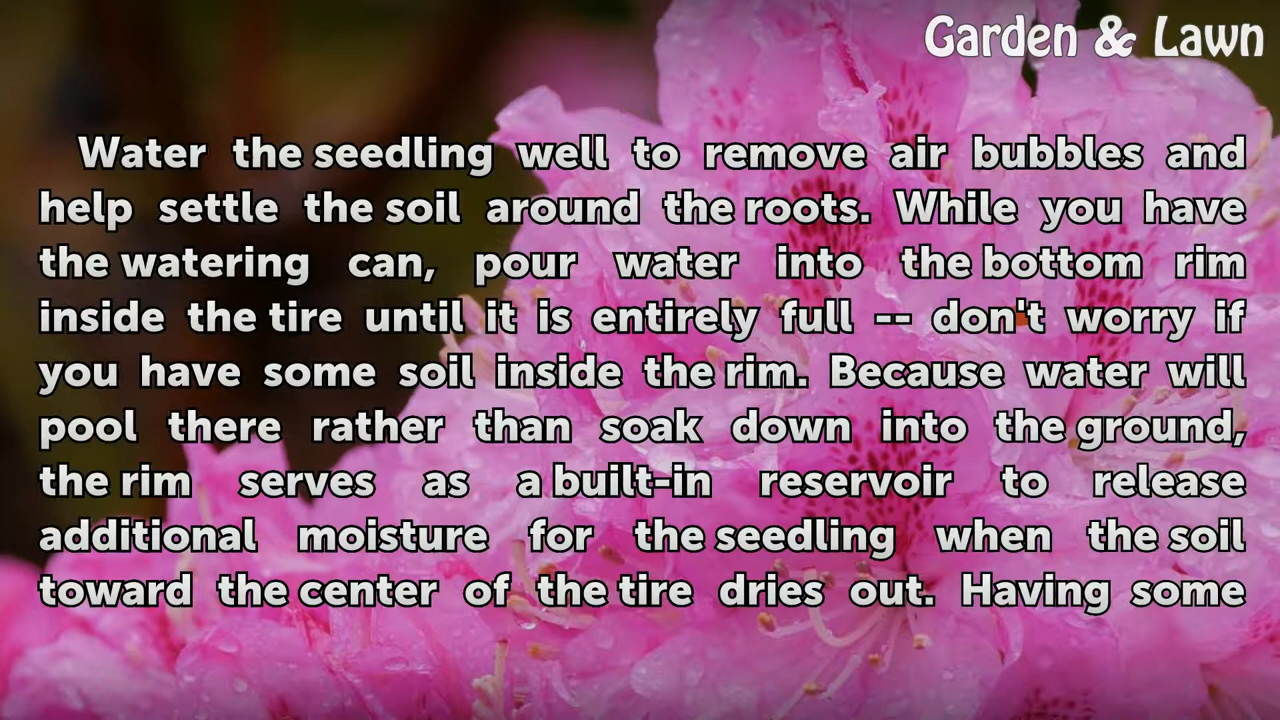 Garden & Lawn
Water the seedling well to remove air bubbles and
help settle the soil around the roots. While you have
the watering can, pour water into the bottom rim
inside the tire until it is entirely full -- don't worry if
you have some soil inside the rim. Because water will
pool there rather than soak down into the ground,
the rim serves as a built-in reservoir to release
additional moisture for the seedling when the soil
toward the center of the tire dries out. Having some